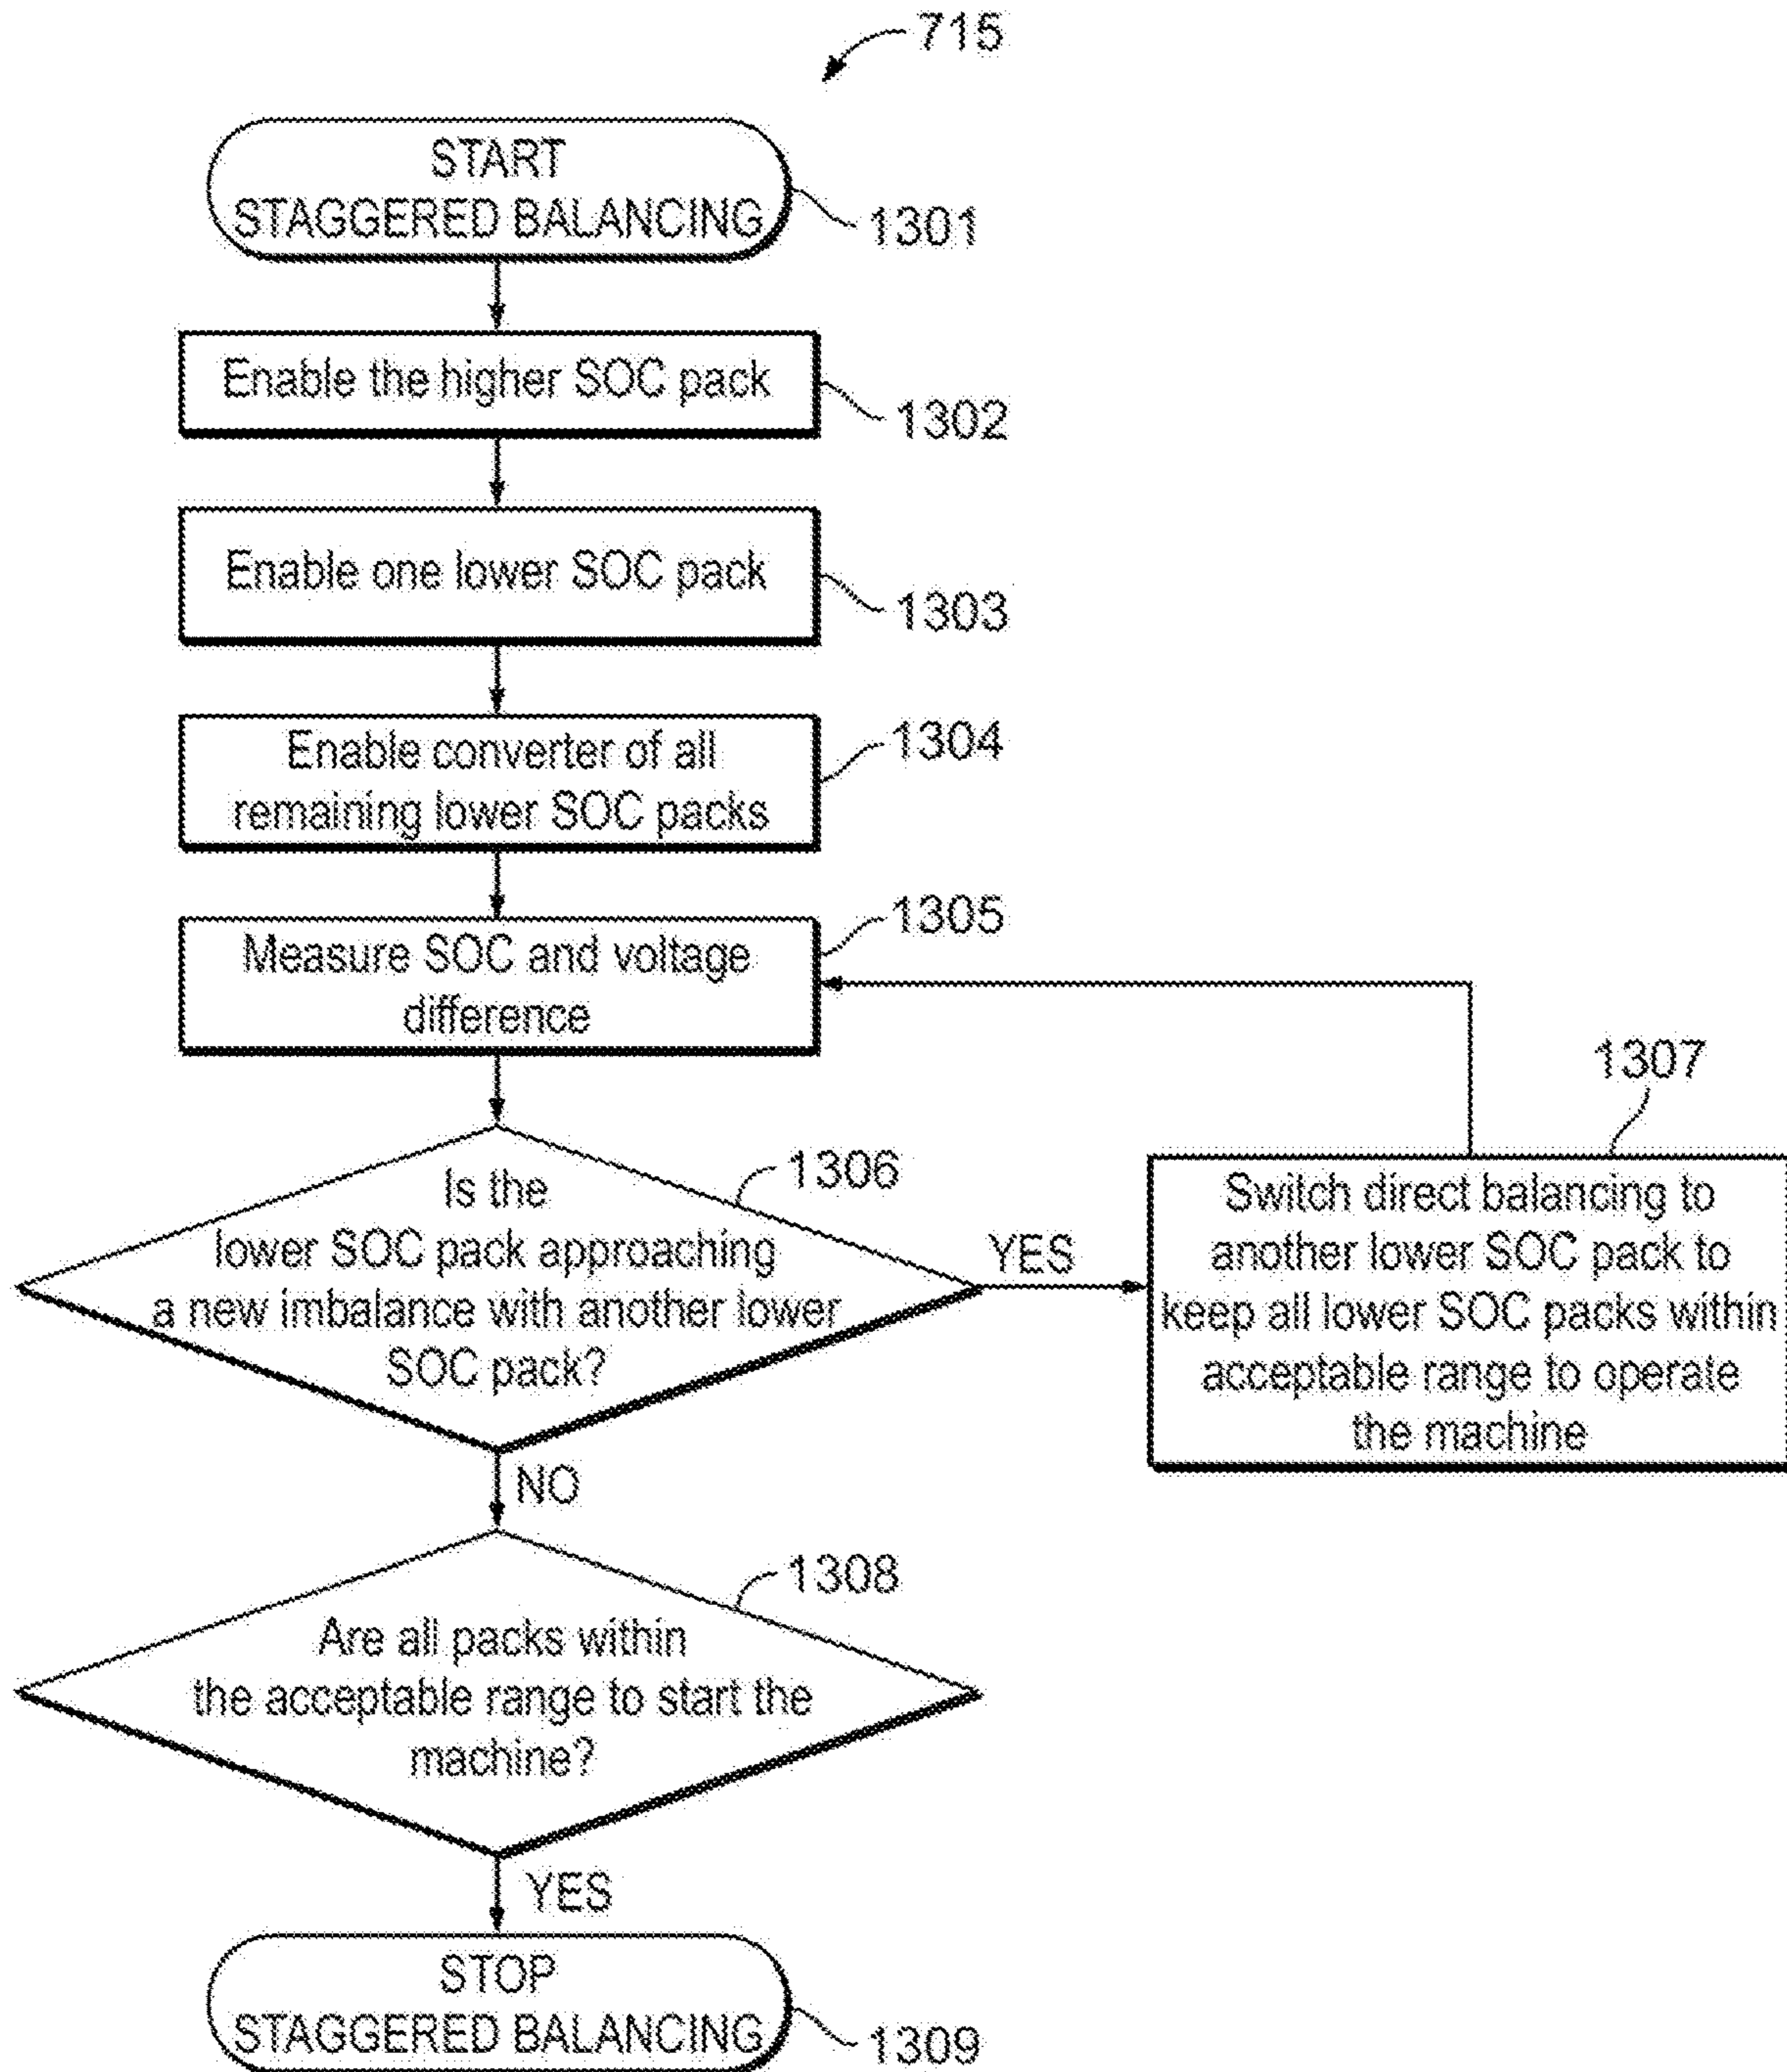 715
START
STAGGERED BALANCING
1301
Enable the higher SOC pack
1302
Enable one lower SOC pack
1303
Enable converter of all
remaining lower SOC packs
1304
Measure SOC and voltage
difference
1305
Is the
lower SOC pack approaching
a new imbalance with another lower
SOC pack?
1306
YES
Switch direct balancing to
another lower SOC pack to
keep all lower SOC packs within
acceptable range to operate
the machine
1307
NO
Are all packs within
the acceptable range to start the
machine?
1308
YES
STOP
STAGGERED BALANCING
1309